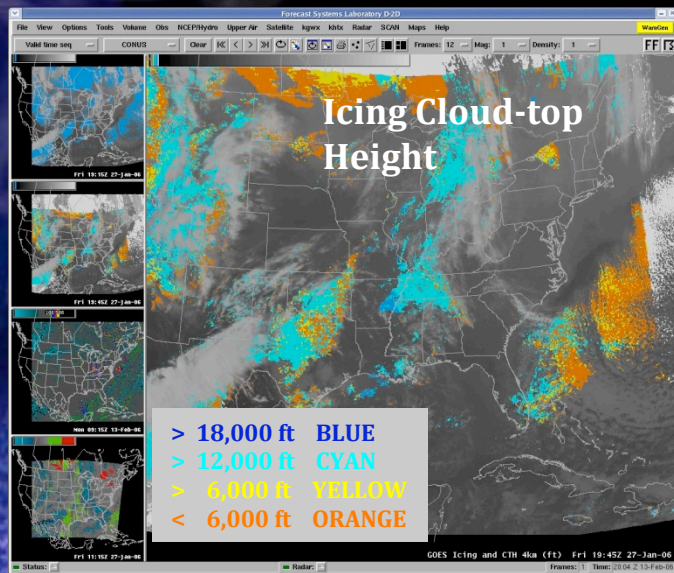 Forecast Systems Laboratory D-2D
File View Options Tools Volume Obs NCEP/Hydro Upper Air Satellite kgwx khtx Radar SCAN Maps Help WarnGen
Valid time seq CONUS Clear Frames: 12 Mag: 1 Density: 1 FF
Icing Cloud-top
Height
Fri 19:15Z 27-Jan-06
Fri 19:45Z 27-Jan-06
Mon 09:15Z 13-Feb-06
Fri 11:15Z 27-Jan-06
> 18,000 ft BLUE
> 12,000 ft CYAN
> 6,000 ft YELLOW
< 6,000 ft ORANGE
GOES Icing and CTH 4km (ft) Fri 19:45Z 27-Jan-06
Status: Radar: Frames: 1 Time: 20:04 Z 13-Feb-06